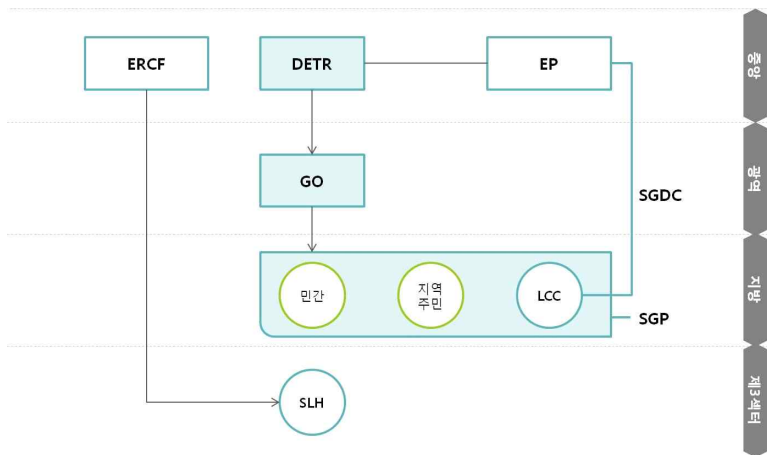 ERCF
DETR
EP
중앙
GO
광역
SGDC
민간
지역
주민
LCC
지방
SGP
SLH
제3섹터